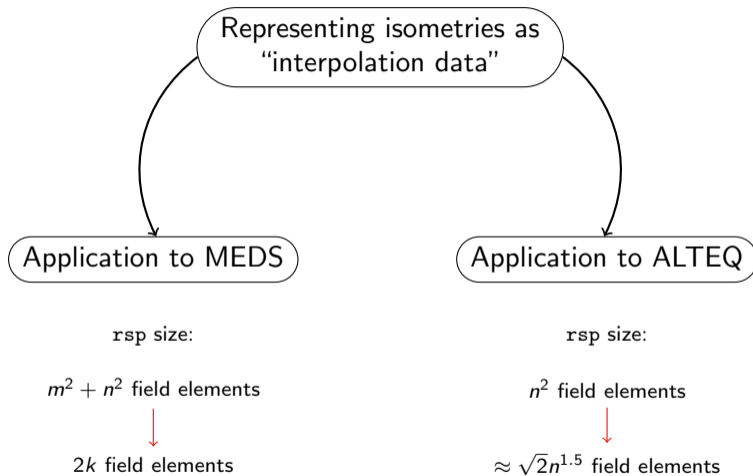 Representing isometries as
“interpolation data”
Application to MEDS
Application to ALTEQ
rsp size:
rsp size:
m² + n² field elements
n² field elements
2k field elements
≈ √2n^1.5 field elements